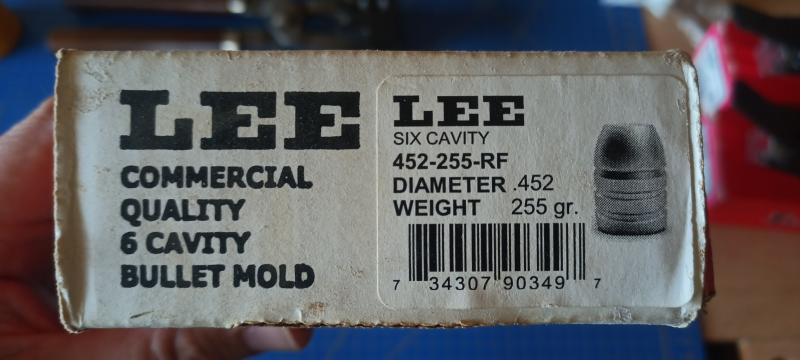 LEE
COMMERCIAL
QUALITY
6 CAVITY
BULLET MOLD
LEE
SIX CAVITY
452-255-RF
DIAMETER .452
WEIGHT 255 gr.
7 34307 90349 7